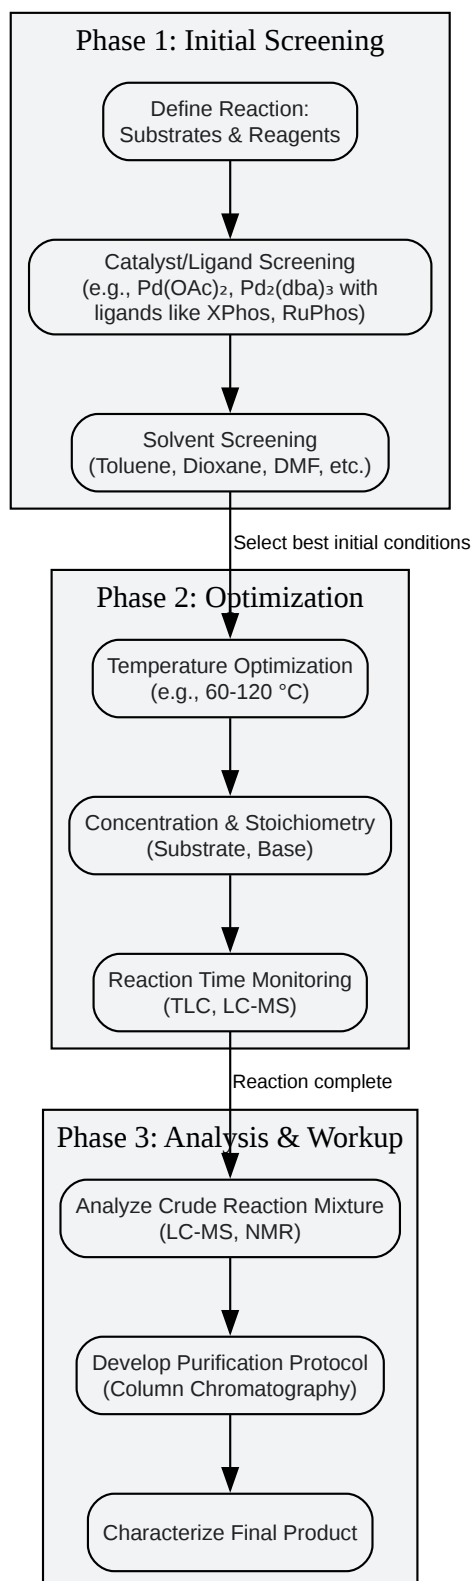 Phase 1: Initial Screening
Define Reaction:
Substrates & Reagents
Catalyst/Ligand Screening
(e.g., Pd(OAc)₂, Pd₂(dba)₃ with
ligands like XPhos, RuPhos)
Solvent Screening
(Toluene, Dioxane, DMF, etc.)
Select best initial conditions
Phase 2: Optimization
Temperature Optimization
(e.g., 60-120 °C)
Concentration & Stoichiometry
(Substrate, Base)
Reaction Time Monitoring
(TLC, LC-MS)
Reaction complete
Phase 3: Analysis & Workup
Analyze Crude Reaction Mixture
(LC-MS, NMR)
Develop Purification Protocol
(Column Chromatography)
Characterize Final Product